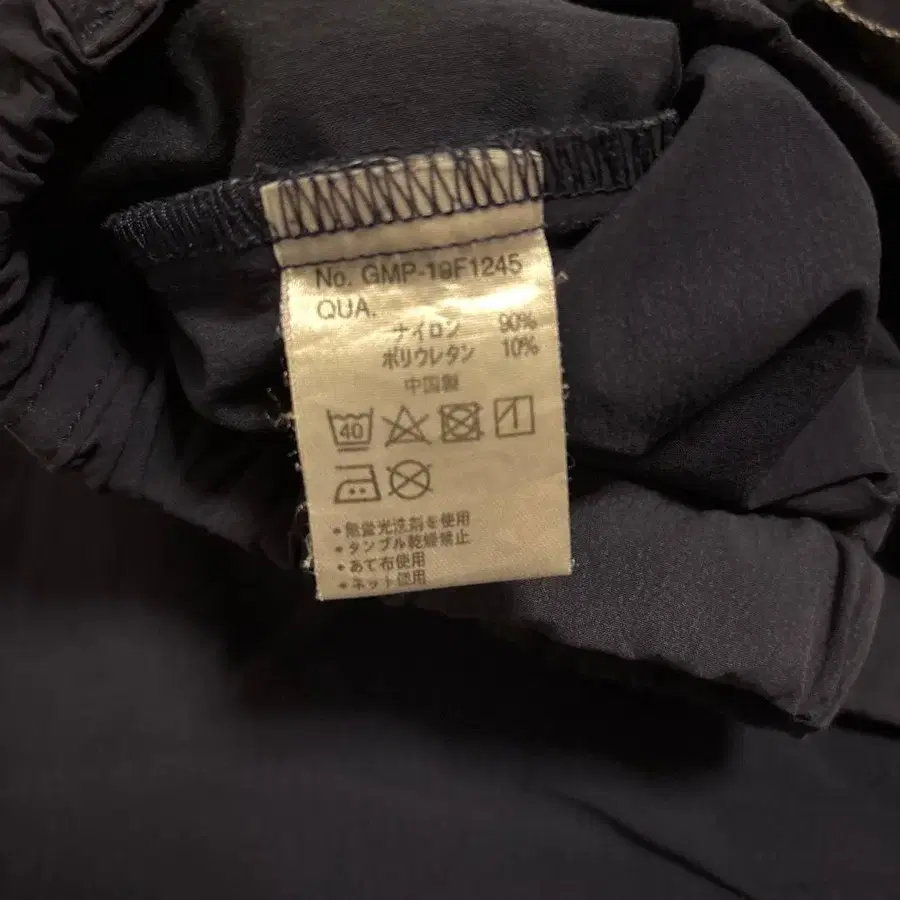 No. GMP-19F1245
QUA.
ナイロン 90%
ポリウレタン 10%
中国製
40
・無蛍光洗剤を使用
・タンブル乾燥禁止
・あて布使用
・ネット使用